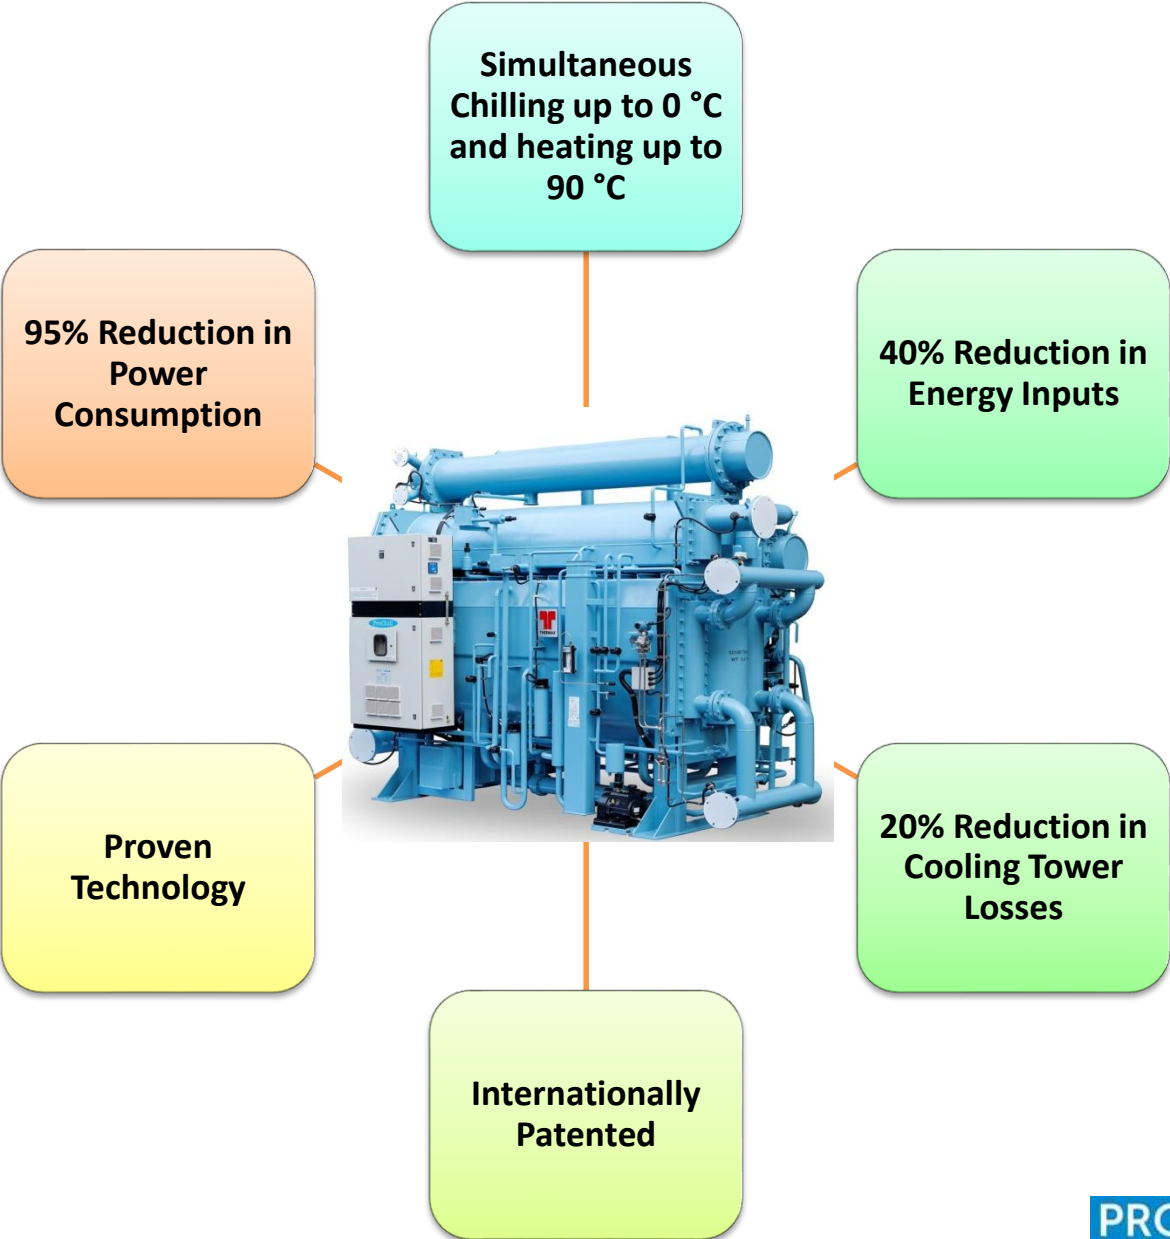 Simultaneous
Chilling up to 0 °C
and heating up to
90 °C
95% Reduction in
Power
Consumption
40% Reduction in
Energy Inputs
THERMAX
Proven
Technology
20% Reduction in
Cooling Tower
Losses
Internationally
Patented